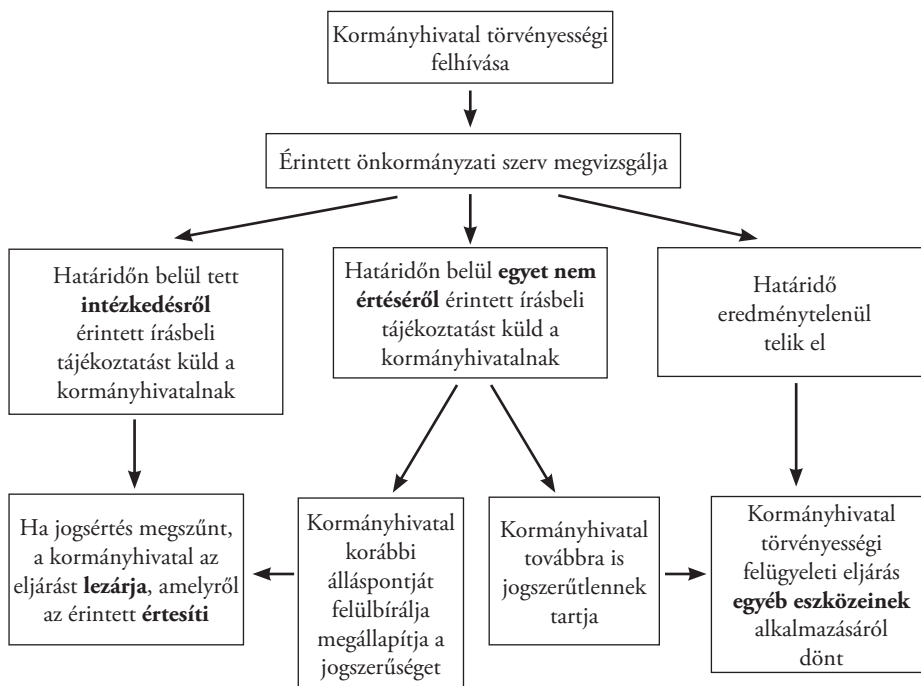 Kormányhivatal törvényességi
felhívása
Érintett önkormányzati szerv megvizsgálja
Határidőn belül tett
intézkedésről
érintett írásbeli
tájékoztatást küld a
kormányhivatalnak
Határidőn belül egyet nem
értéséről érintett írásbeli
tájékoztatást küld a
kormányhivatalnak
Határidő
eredménytelenül
telik el
Ha jogsértés megszűnt,
a kormányhivatal az
eljárást lezárja, amelyről
az érintett értesíti
Kormányhivatal
korábbi
álláspontját
felülbírálja
megállapítja a
jogszerűséget
Kormányhivatal
továbbra is
jogszerűtlennek
tartja
Kormányhivatal
törvényességi
felügyeleti eljárás
egyéb eszközeinek
alkalmazásáról
dönt